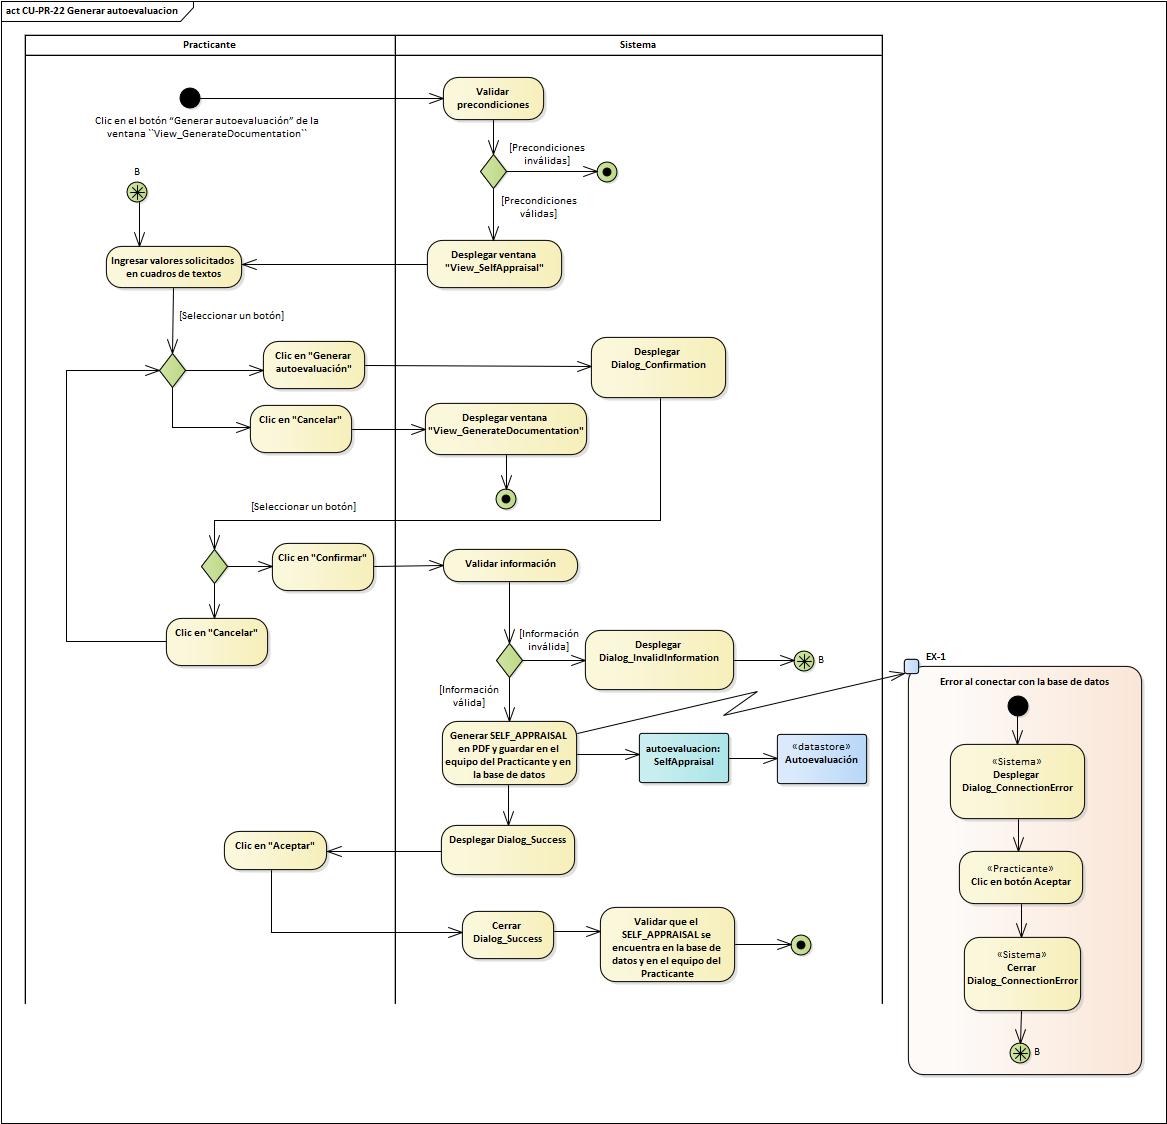 act CU-PR-22 Generar autoevaluacion
Practicante
Sistema
Validar
precondiciones
Clic en el botón “Generar autoevaluación” de la
ventana ``View_GenerateDocumentation``
[Precondiciones
inválidas]
B
[Precondiciones
válidas]
Ingresar valores solicitados
en cuadros de textos
Desplegar ventana
"View_SelfAppraisal"
[Seleccionar un botón]
Clic en "Generar
autoevaluación"
Desplegar
Dialog_Confirmation
Clic en "Cancelar"
Desplegar ventana
"View_GenerateDocumentation"
[Seleccionar un botón]
Clic en "Confirmar"
Validar información
Clic en "Cancelar"
[Información
inválida]
Desplegar
Dialog_InvalidInformation
B
[Información
válida]
Generar SELF_APPRAISAL
en PDF y guardar en el
equipo del Practicante y en
la base de datos
autoevaluacion:
SelfAppraisal
«datastore»
Autoevaluación
Desplegar Dialog_Success
Clic en "Aceptar"
Cerrar
Dialog_Success
Validar que el
SELF_APPRAISAL se
encuentra en la base de
datos y en el equipo del
Practicante
EX-1
Error al conectar con la base de datos
«Sistema»
Desplegar
Dialog_ConnectionError
«Practicante»
Clic en botón Aceptar
«Sistema»
Cerrar
Dialog_ConnectionError
B